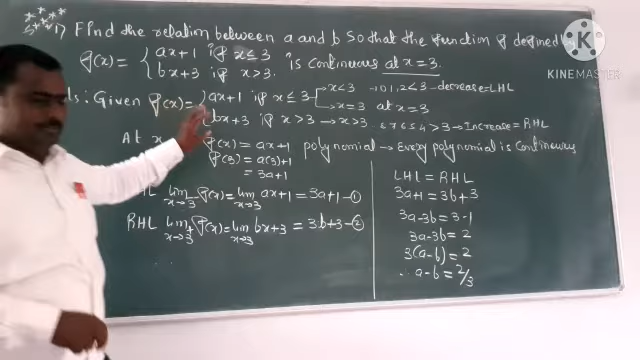 5**** 17) Find the relation between a and b so that the function f defined by
f(x) = { ax+1 if x ≤ 3
bx+3 if x > 3. is continuous at x = 3.
Given f(x) = { ax+1 if x ≤ 3 x<3 → 0 1, 2 < 3 - decrease = LHL
x=3 at x = 3
bx+3 if x > 3 → x > 3. 8 7 6 5 4 > 3 → Increase = RHL
At x f(x) = ax+1 polynomial - Every polynomial is Continuous
f(3) = a(3)+1
= 3a+1
lim x→3⁻ f(x) = lim x→3 ax+1 = 3a+1 - ①
RHL lim x→3⁺ f(x) = lim x→3 bx+3 = 3b+3 - ②
LHL = RHL
3a+1 = 3b+3
3a-3b = 3-1
3a-3b = 2
3(a-b) = 2
∴ a-b = 2/3
KINEMASTER